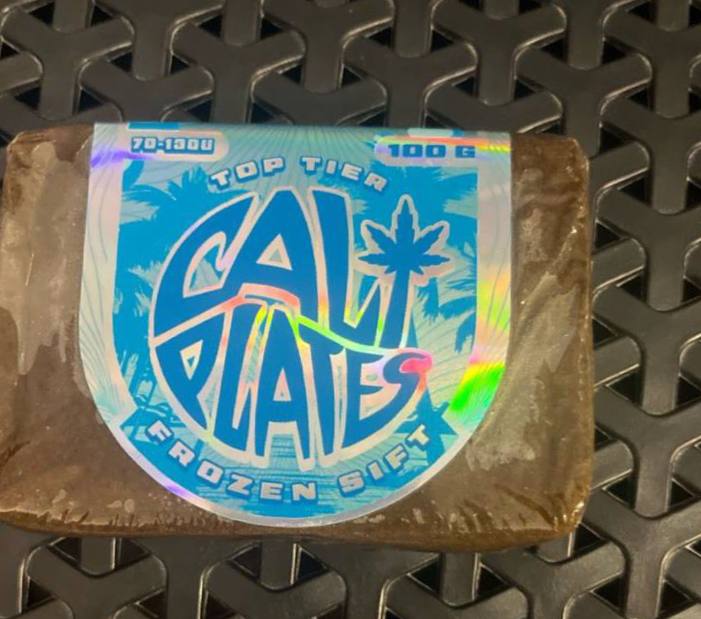 70-130U
100 G
TOP TIER
CALI
PLATES
FROZEN SIFT